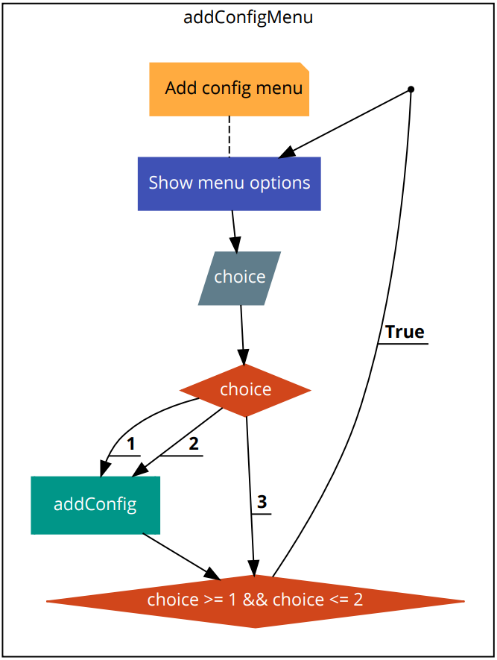 addConfigMenu
Add config menu
Show menu options
choice
True
choice
1
2
3
addConfig
choice >= 1 && choice <= 2